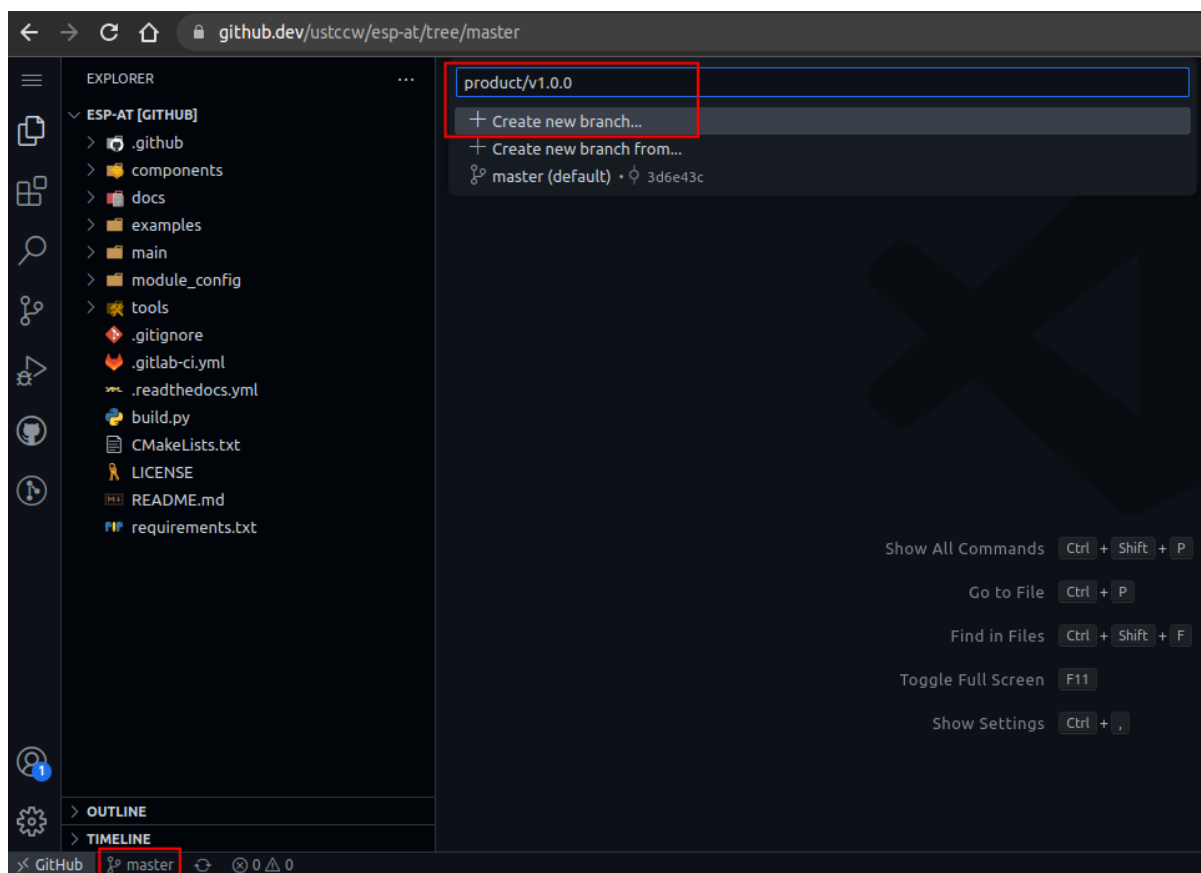 github.dev/ustccw/esp-at/tree/master
EXPLORER
ESP-AT [GITHUB]
.github
components
docs
examples
main
module_config
tools
.gitignore
.gitlab-ci.yml
.readthedocs.yml
build.py
CMakeLists.txt
LICENSE
README.md
requirements.txt
OUTLINE
TIMELINE
product/v1.0.0
+ Create new branch...
+ Create new branch from...
master (default) • 3d6e43c
Show All Commands Ctrl + Shift + P
Go to File Ctrl + P
Find in Files Ctrl + Shift + F
Toggle Full Screen F11
Show Settings Ctrl + ,
1
GitHub master 0 0